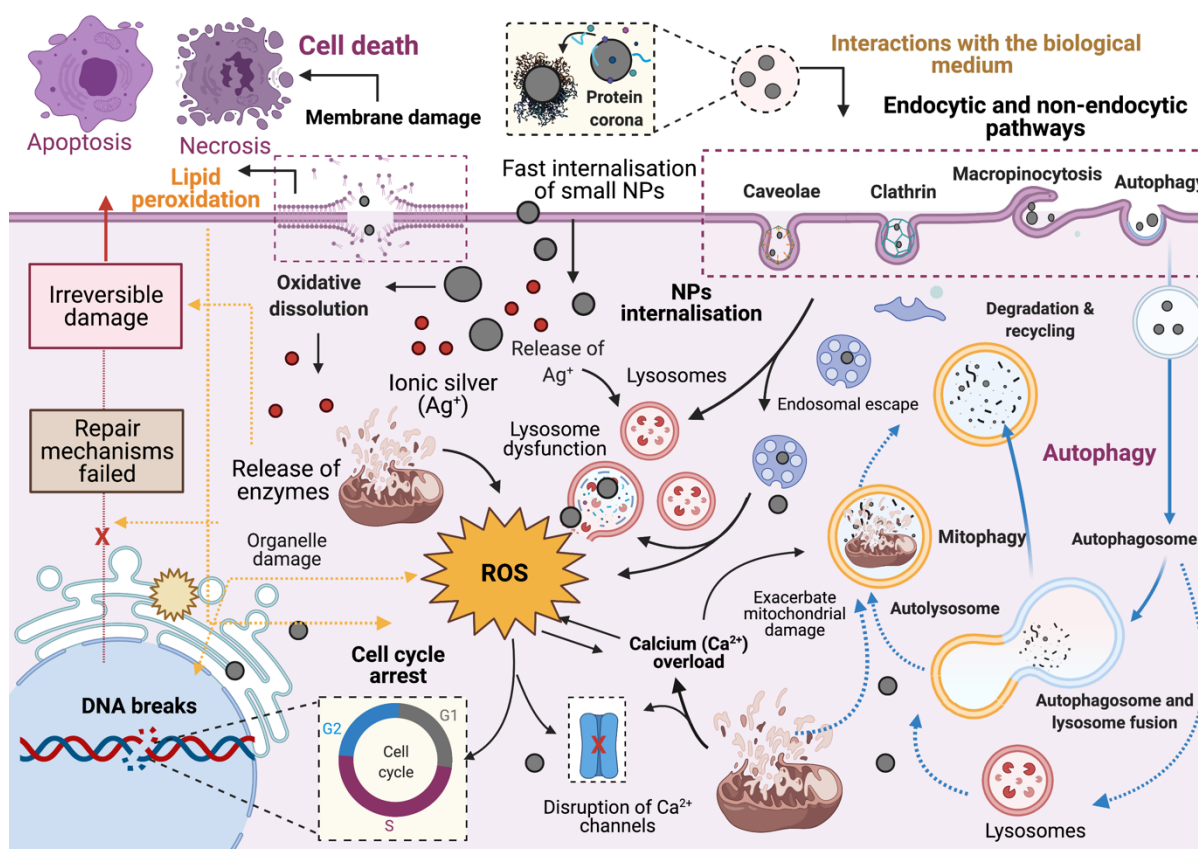 Cell death
Apoptosis
Necrosis
Membrane damage
Protein
corona
Interactions with the biological
medium
Endocytic and non-endocytic
pathways
Lipid
peroxidation
Fast internalisation
of small NPs
Caveolae
Clathrin
Macropinocytosis
Autophagy
Irreversible
damage
Oxidative
dissolution
NPs
internalisation
Degradation &
recycling
Release of
Ag⁺
Ionic silver
(Ag⁺)
Lysosomes
Endosomal escape
Repair
mechanisms
failed
Release of
enzymes
Lysosome
dysfunction
Autophagy
X
Organelle
damage
ROS
Mitophagy
Autophagosome
Exacerbate
mitochondrial
damage
Autolysosome
Calcium (Ca²⁺)
overload
Cell cycle
arrest
DNA breaks
G2
G1
Cell
cycle
S
X
Disruption of Ca²⁺
channels
Autophagosome and
lysosome fusion
Lysosomes